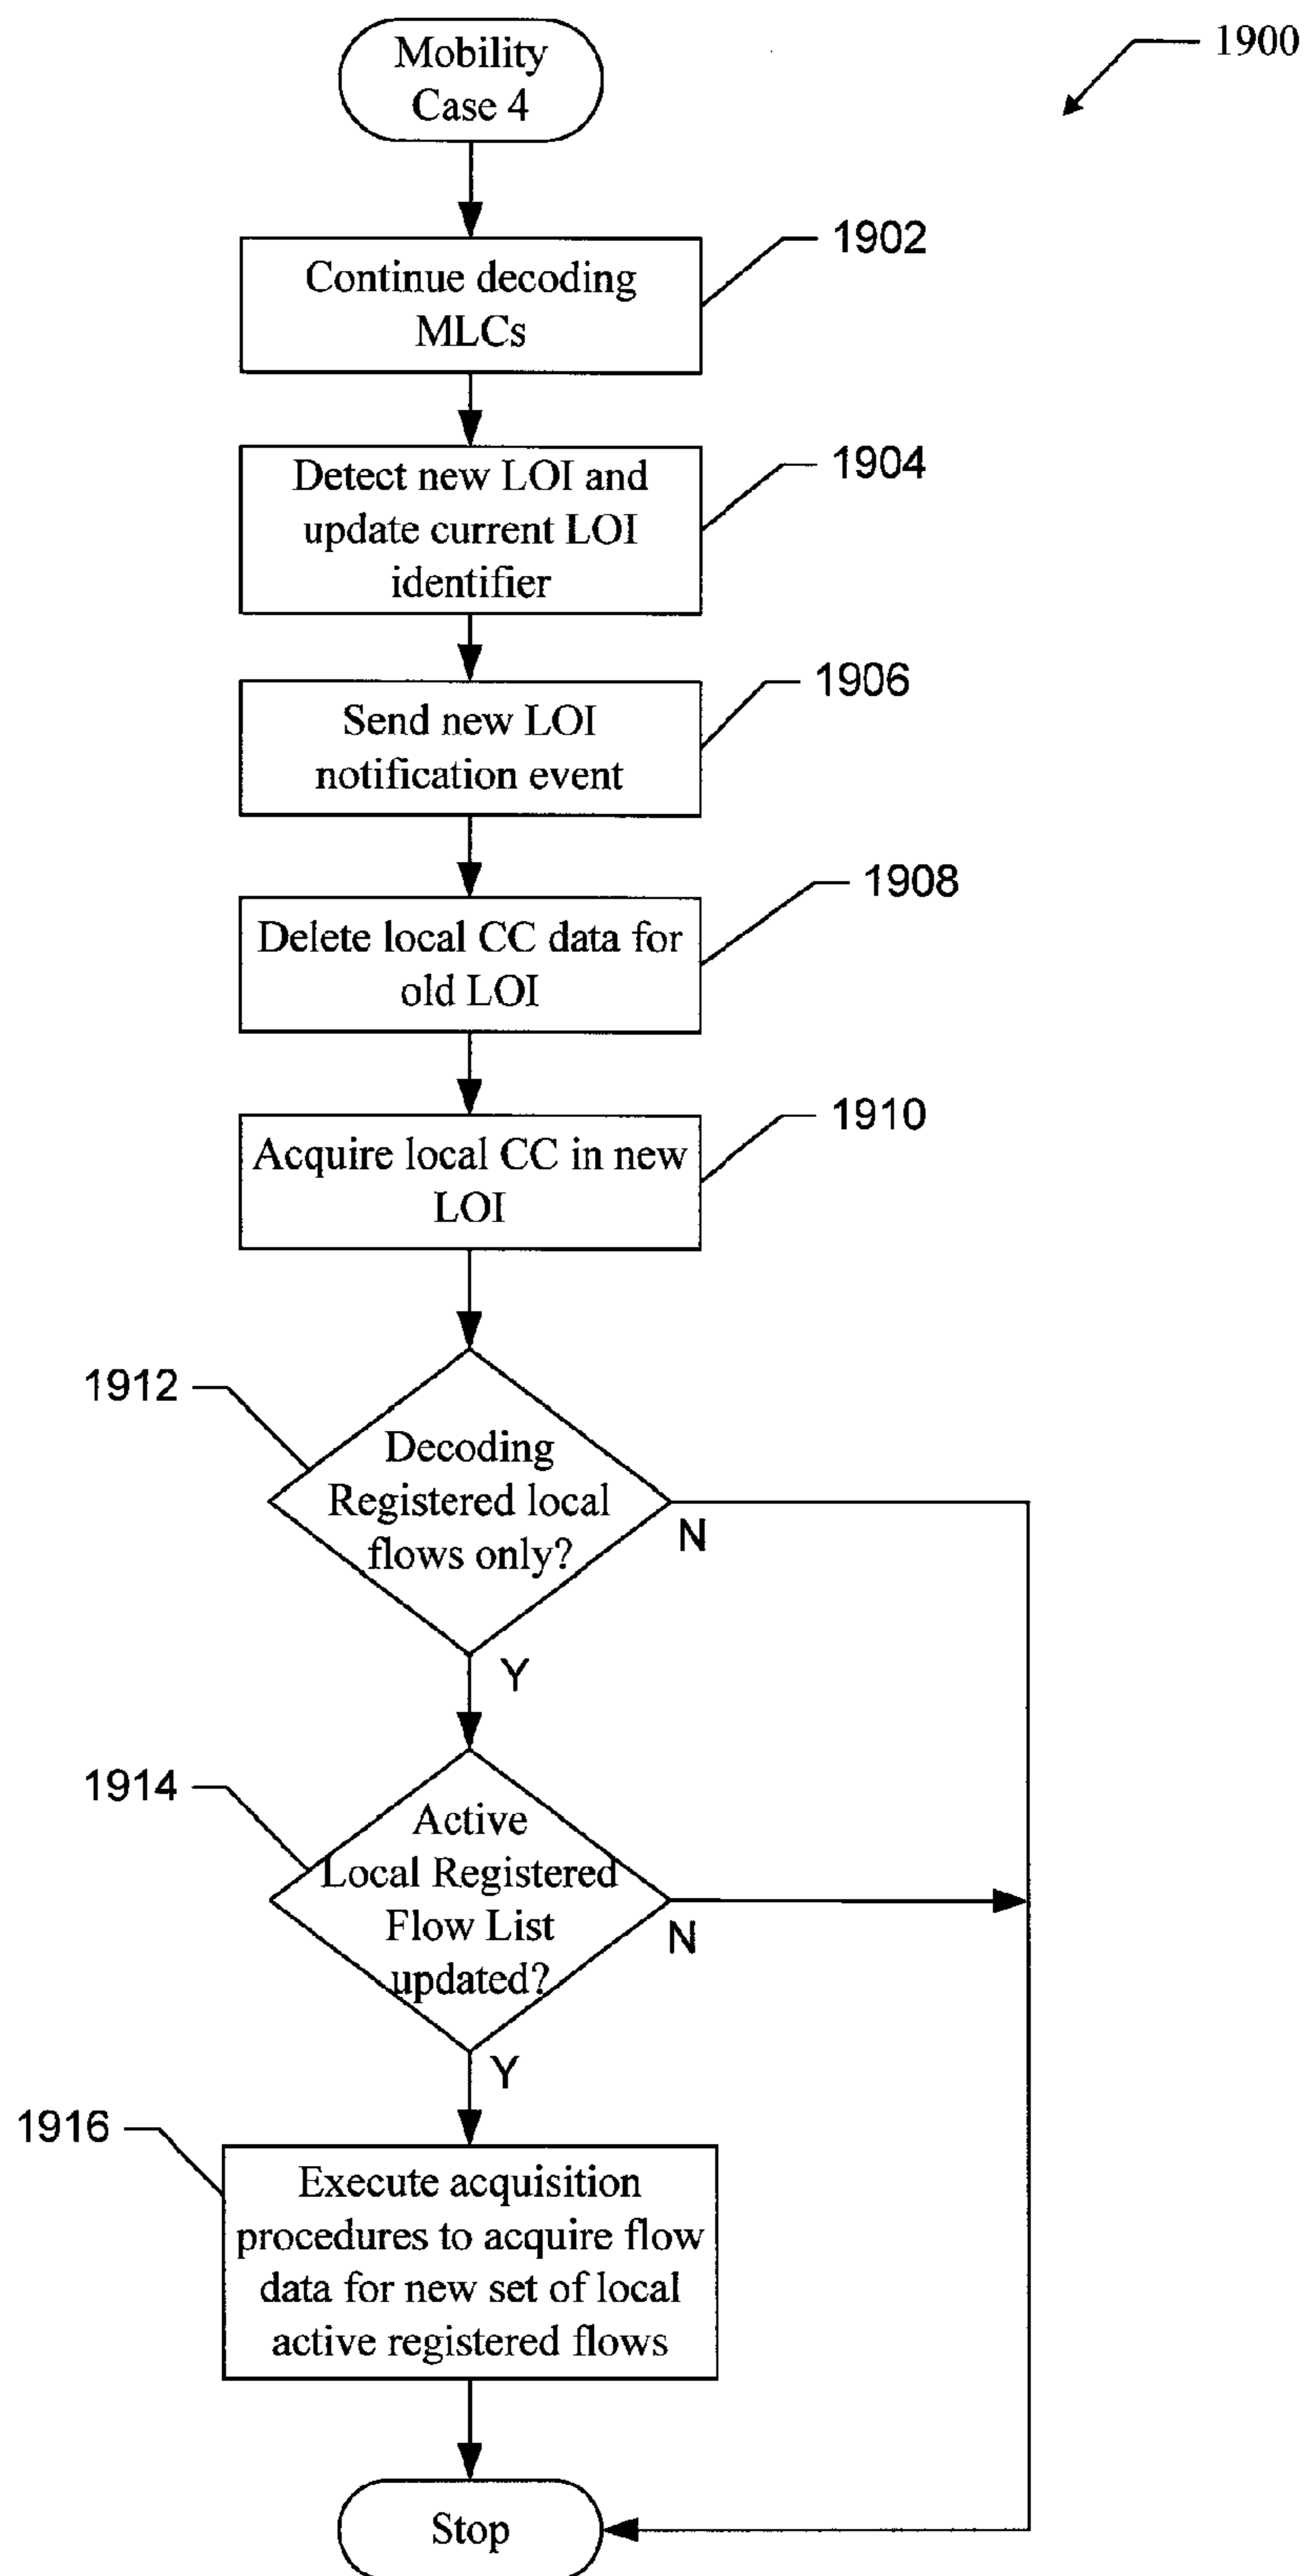 Mobility
Case 4
1900
1902
Continue decoding
MLCs
1904
Detect new LOI and
update current LOI
identifier
1906
Send new LOI
notification event
1908
Delete local CC data for
old LOI
1910
Acquire local CC in new
LOI
1912
Decoding
Registered local
flows only?
N
Y
1914
Active
Local Registered
Flow List
updated?
N
Y
1916
Execute acquisition
procedures to acquire flow
data for new set of local
active registered flows
Stop